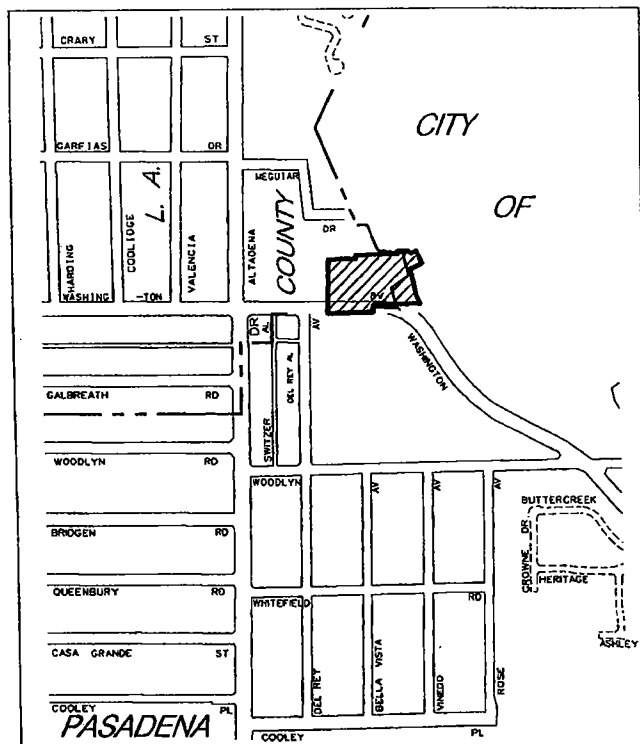 CRARY ST
CITY
OF
GARFIAS DR
MEGUIAR
DR
HARDING
COOLIDGE
L. A.
VALENCIA
ALTADENA
COUNTY
WASHING -TON
BV
DR
AL
AV
WASHINGTON
GALBREATH RD
SWITZER
DEL REY AL
WOODLYN RD
WOODLYN
AV
AV
AV
BUTTERCREEK
CROWNE DR
HERITAGE
ASHLEY
BRIGEN RD
QUEENBURY RD
WHITEFIELD RD
CASA GRANDE ST
DEL REY
BELLA VISTA
VINEDO
ROSE
COOLEY PL
PASADENA
COOLEY PL